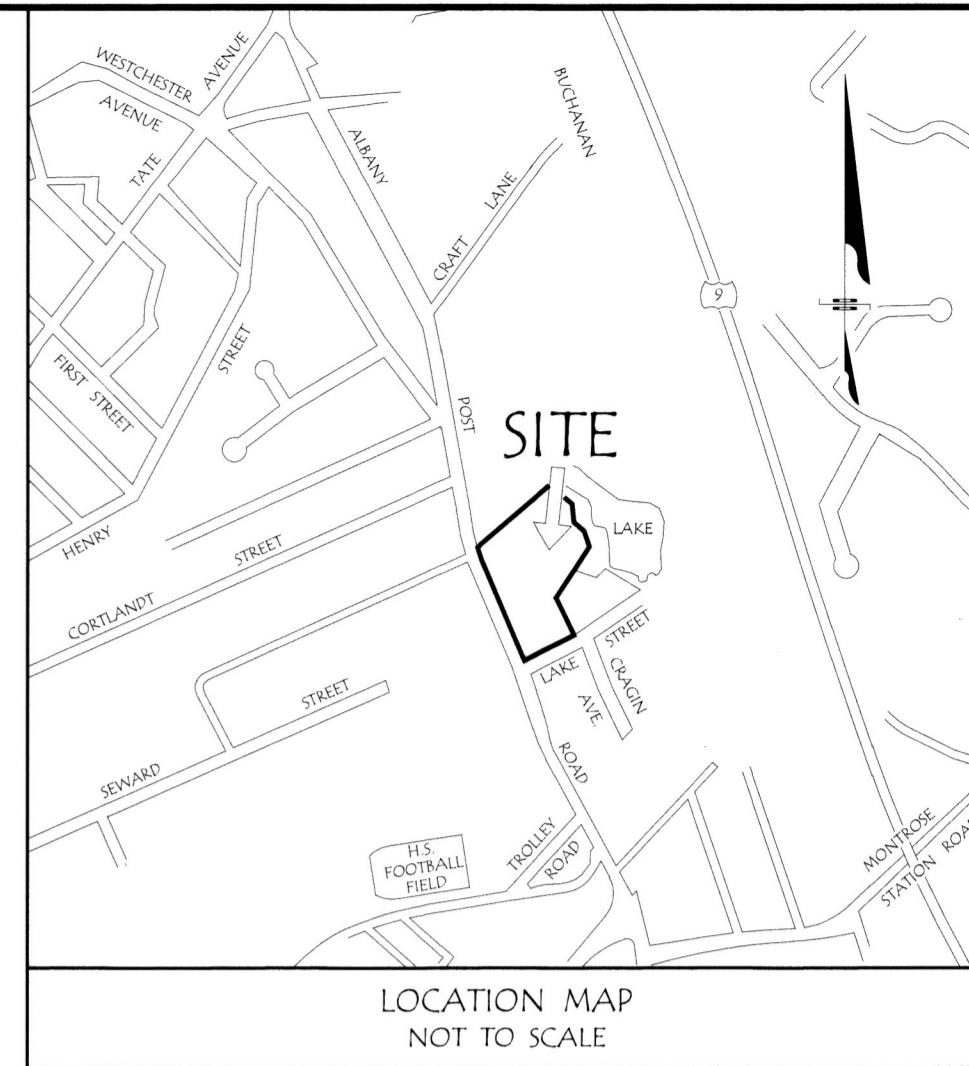 WESTCHESTER
AVENUE
AVENUE
TATE
ALBANY
BUCHANAN
CRAFT LANE
9
FIRST STREET
STREET
HENRY
POST
SITE
LAKE
STREET
CORTLANDT
STREET
LAKE
CRAGIN
AVE.
STREET
SEWARD
ROAD
H.S.
FOOTBALL
FIELD
TROLLEY
ROAD
MONTROSE
STATION ROA
LOCATION MAP
NOT TO SCALE